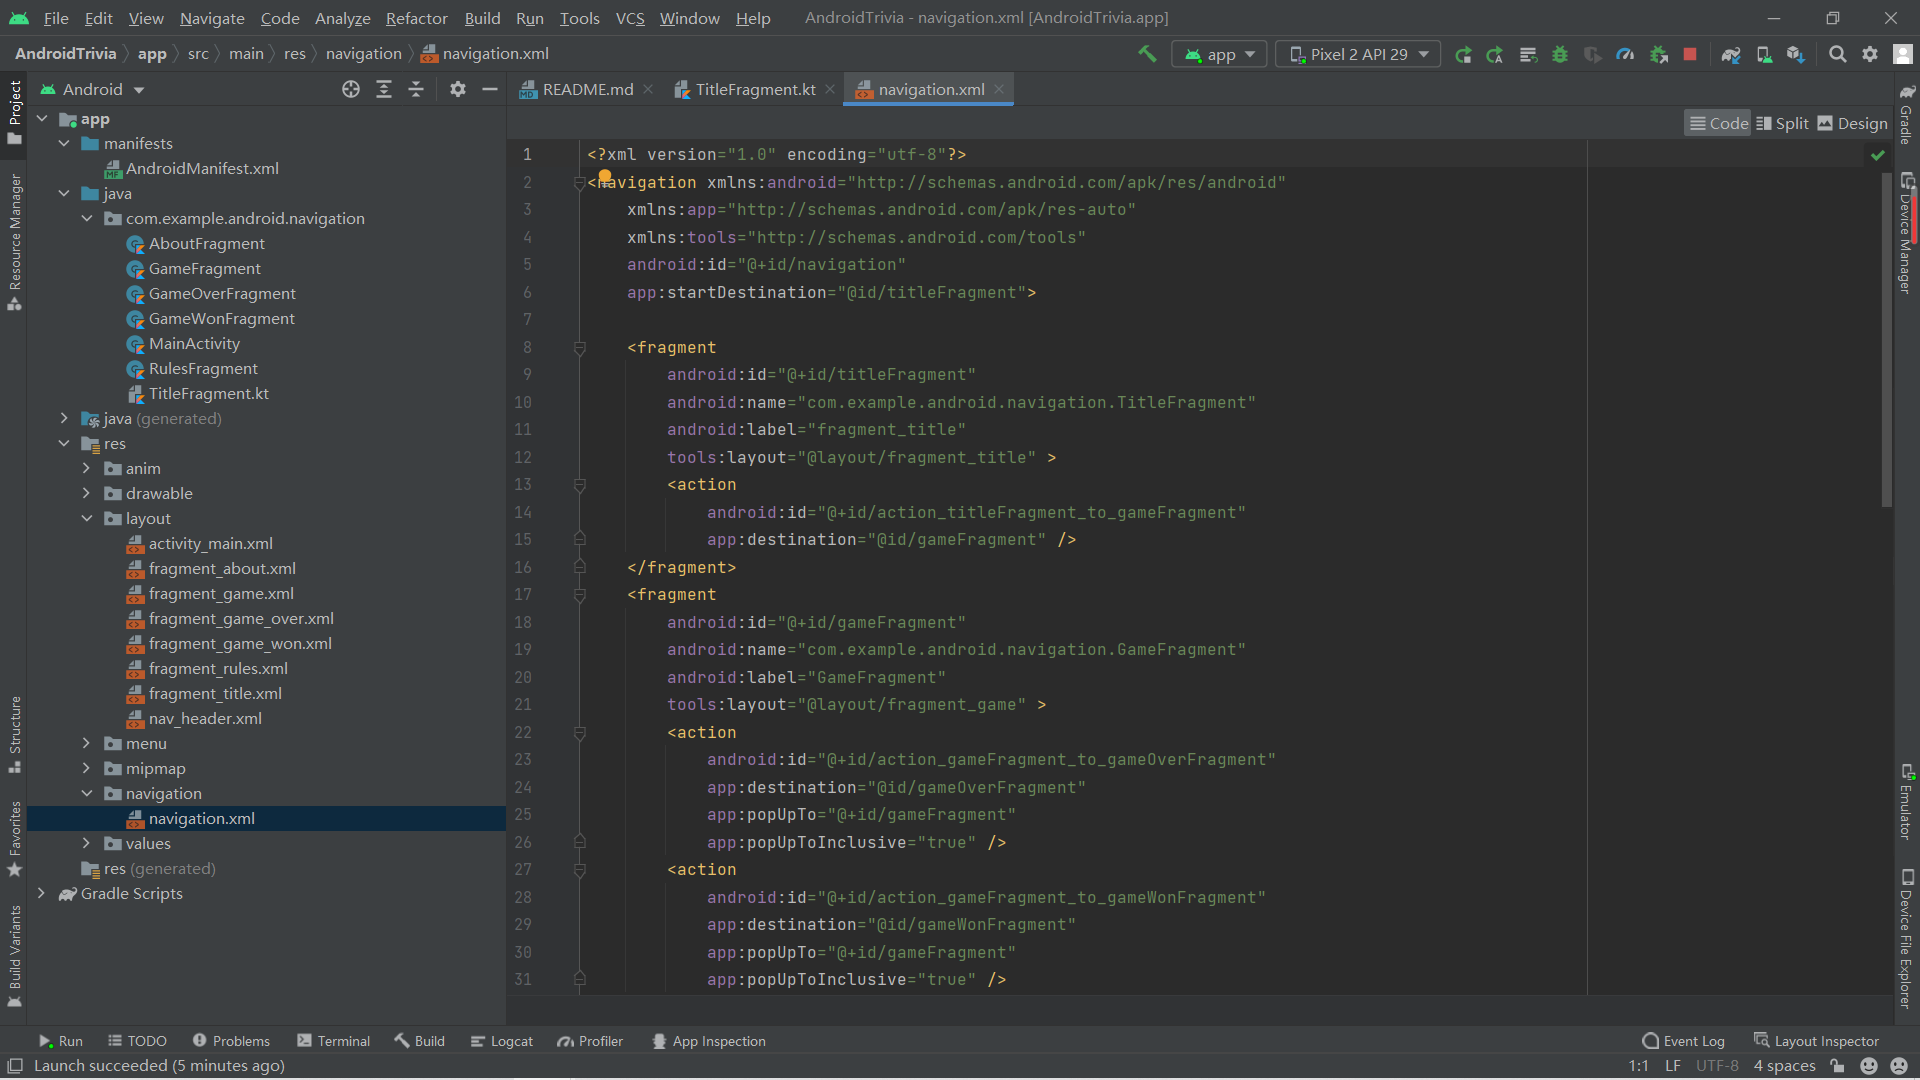 File Edit View Navigate Code Analyze Refactor Build Run Tools VCS Window Help AndroidTrivia - navigation.xml [AndroidTrivia.app]
AndroidTrivia app src main res navigation navigation.xml app Pixel 2 API 29
Project
Resource Manager
Structure
Favorites
Build Variants
Android
app
manifests
AndroidManifest.xml
java
com.example.android.navigation
AboutFragment
GameFragment
GameOverFragment
GameWonFragment
MainActivity
RulesFragment
TitleFragment.kt
java (generated)
res
anim
drawable
layout
activity_main.xml
fragment_about.xml
fragment_game.xml
fragment_game_over.xml
fragment_game_won.xml
fragment_rules.xml
fragment_title.xml
nav_header.xml
menu
mipmap
navigation
navigation.xml
values
res (generated)
Gradle Scripts
README.md TitleFragment.kt navigation.xml
Code Split Design
1 <?xml version="1.0" encoding="utf-8"?>
2 <navigation xmlns:android="http://schemas.android.com/apk/res/android"
3 xmlns:app="http://schemas.android.com/apk/res-auto"
4 xmlns:tools="http://schemas.android.com/tools"
5 android:id="@+id/navigation"
6 app:startDestination="@id/titleFragment">
7
8 <fragment
9 android:id="@+id/titleFragment"
10 android:name="com.example.android.navigation.TitleFragment"
11 android:label="fragment_title"
12 tools:layout="@layout/fragment_title" >
13 <action
14 android:id="@+id/action_titleFragment_to_gameFragment"
15 app:destination="@id/gameFragment" />
16 </fragment>
17 <fragment
18 android:id="@+id/gameFragment"
19 android:name="com.example.android.navigation.GameFragment"
20 android:label="GameFragment"
21 tools:layout="@layout/fragment_game" >
22 <action
23 android:id="@+id/action_gameFragment_to_gameOverFragment"
24 app:destination="@id/gameOverFragment"
25 app:popUpTo="@+id/gameFragment"
26 app:popUpToInclusive="true" />
27 <action
28 android:id="@+id/action_gameFragment_to_gameWonFragment"
29 app:destination="@id/gameWonFragment"
30 app:popUpTo="@+id/gameFragment"
31 app:popUpToInclusive="true" />
Gradle
Device Manager
Emulator
Device File Explorer
Run TODO Problems Terminal Build Logcat Profiler App Inspection Event Log Layout Inspector
Launch succeeded (5 minutes ago) 1:1 LF UTF-8 4 spaces